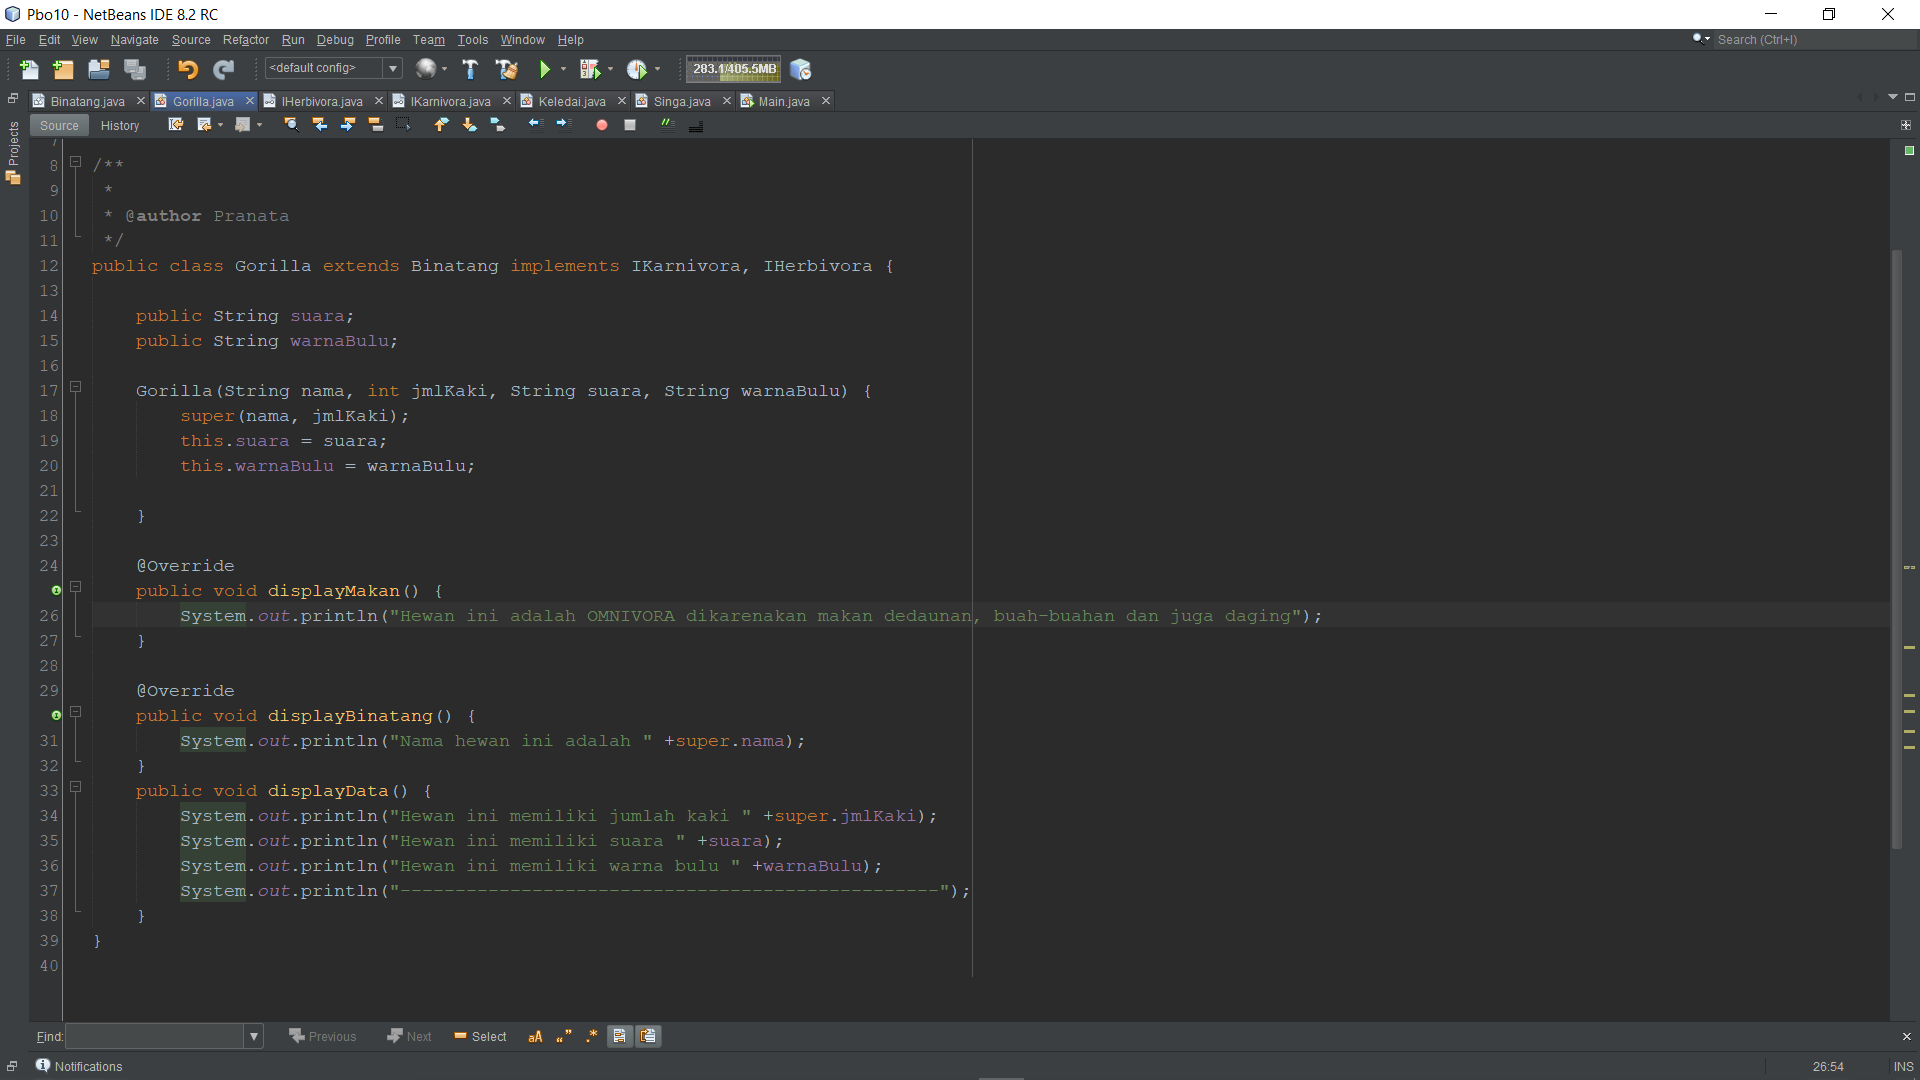 Pbo10 - NetBeans IDE 8.2 RC
File Edit View Navigate Source Refactor Run Debug Profile Team Tools Window Help
Search (Ctrl+I)
<default config>
283.1/405.5MB
Binatang.java Gorilla.java IHerbivora.java IKarnivora.java Keledai.java Singa.java Main.java
Source History
Projects
7
8 /**
9 *
10 * @author Pranata
11 */
12 public class Gorilla extends Binatang implements IKarnivora, IHerbivora {
13
14 public String suara;
15 public String warnaBulu;
16
17 Gorilla(String nama, int jmlKaki, String suara, String warnaBulu) {
18 super(nama, jmlKaki);
19 this.suara = suara;
20 this.warnaBulu = warnaBulu;
21
22 }
23
24 @Override
public void displayMakan() {
26 System.out.println("Hewan ini adalah OMNIVORA dikarenakan makan dedaunan, buah-buahan dan juga daging");
27 }
28
29 @Override
public void displayBinatang() {
31 System.out.println("Nama hewan ini adalah " +super.nama);
32 }
33 public void displayData() {
34 System.out.println("Hewan ini memiliki jumlah kaki " +super.jmlKaki);
35 System.out.println("Hewan ini memiliki suara " +suara);
36 System.out.println("Hewan ini memiliki warna bulu " +warnaBulu);
37 System.out.println("-------------------------------------------------");
38 }
39 }
40
Find: Previous Next Select
Notifications 26:54 INS